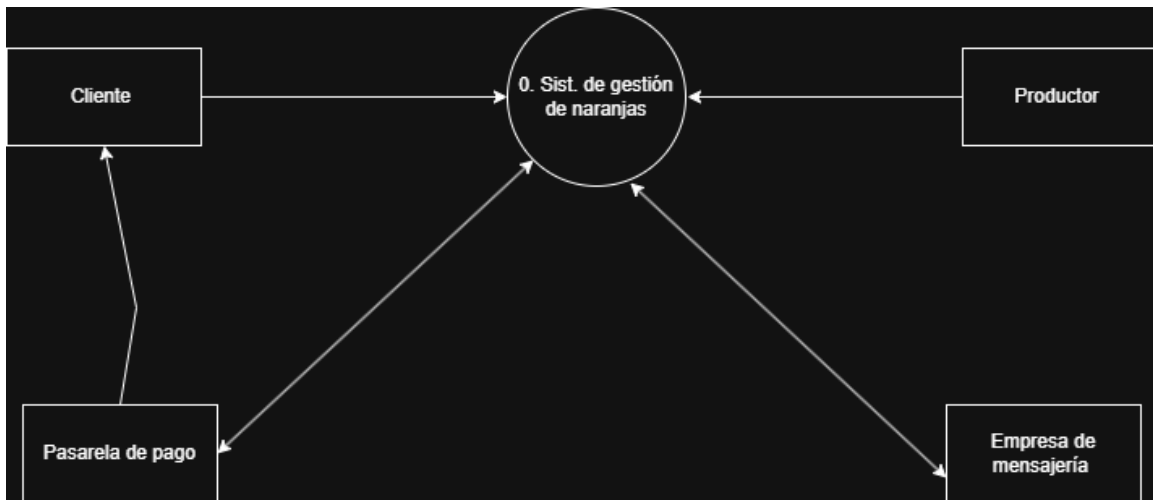 Cliente
0. Sist. de gestión
de naranjas
Productor
Pasarela de pago
Empresa de
mensajería